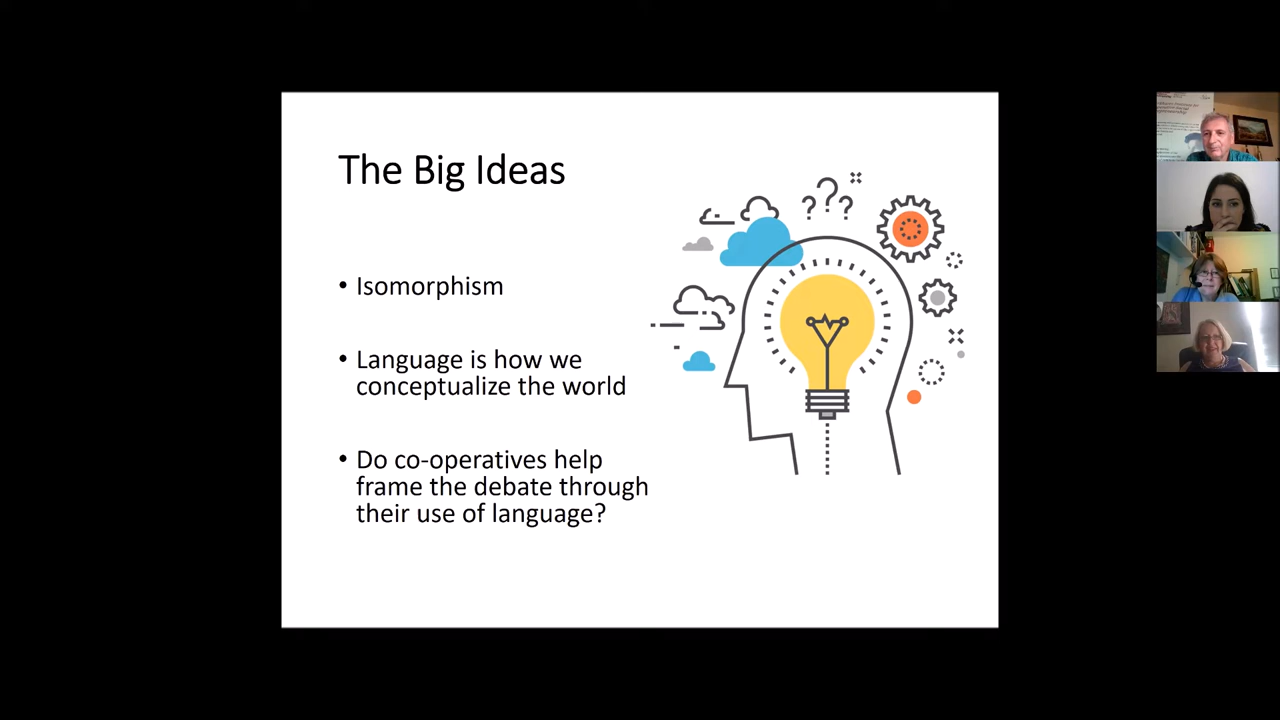 The Big Ideas
• Isomorphism
• Language is how we
conceptualize the world
• Do co-operatives help
frame the debate through
their use of language?
???